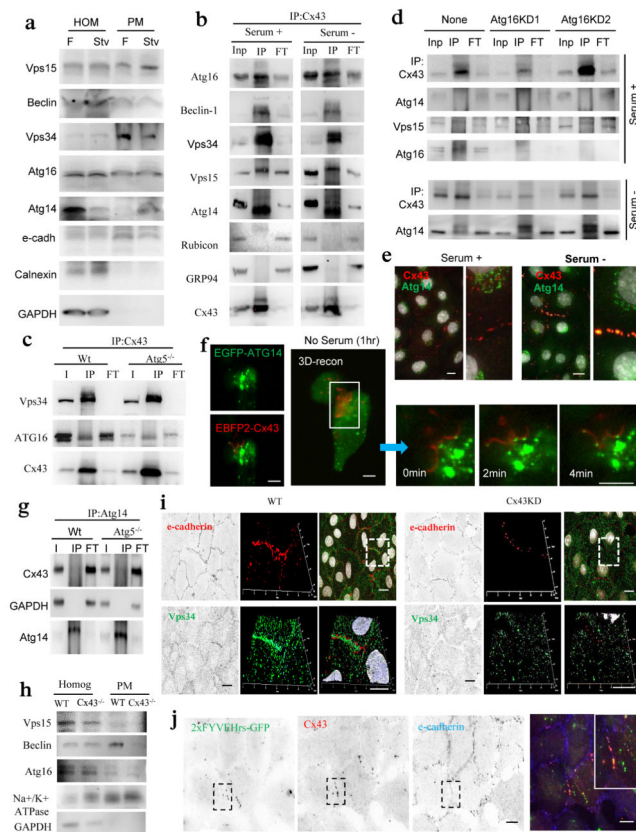 a
HOM PM
F Stv F Stv
Vps15
Beclin
Vps34
Atg16
Atg14
e-cadh
Calnexin
GAPDH
b
IP:Cx43
Serum + Serum -
Inp IP FT Inp IP FT
Atg16
Beclin-1
Vps34
Vps15
Atg14
Rubicon
GRP94
Cx43
c
IP:Cx43
Wt Atg5-/-
I IP FT I IP FT
Vps34
ATG16
Cx43
d
None Atg16KD1 Atg16KD2
Inp IP FT Inp IP FT Inp IP FT
IP:
Cx43
Atg14
Vps15
Atg16
Serum +
IP:
Cx43
Atg14
Serum -
e
Serum + Serum -
Cx43
Atg14
Cx43
Atg14
f
No Serum (1hr)
EGFP-ATG14
3D-recon
EBFP2-Cx43
0min 2min 4min
g
IP:Atg14
Wt Atg5-/-
I IP FT I IP FT
Cx43
GAPDH
Atg14
h
Homog PM
WT Cx43-/- WT Cx43-/-
Vps15
Beclin
Atg16
Na+/K+
ATPase
GAPDH
i
WT Cx43KD
e-cadherin
e-cadherin
Vps34
Vps34
j
2xFYVEHrs-GFP Cx43 e-cadherin